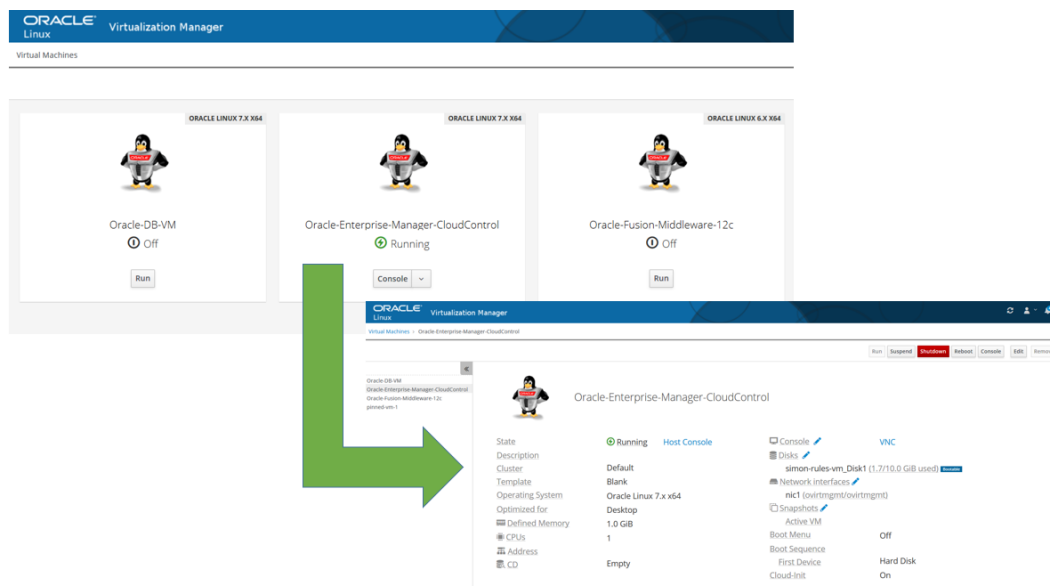 ORACLE
Linux
Virtualization Manager
Virtual Machines
ORACLE LINUX 7.X X64
Oracle-DB-VM
Off
Run
ORACLE LINUX 7.X X64
Oracle-Enterprise-Manager-CloudControl
Running
Console
ORACLE LINUX 6.X X64
Oracle-Fusion-Middleware-12c
Off
Run
ORACLE
Linux
Virtualization Manager
Virtual Machines › Oracle-Enterprise-Manager-CloudControl
Run Suspend Shutdown Reboot Console Edit Remov
«
Oracle-DB-VM
Oracle-Enterprise-Manager-CloudControl
Oracle-Fusion-Middleware-12c
pinned-vm-1
Oracle-Enterprise-Manager-CloudControl
State Running Host Console
Description
Cluster Default
Template Blank
Operating System Oracle Linux 7.x x64
Optimized for Desktop
Defined Memory 1.0 GiB
CPUs 1
Address
CD Empty
Console VNC
Disks
simon-rules-vm_Disk1 (1.7/10.0 GiB used) Bootable
Network Interfaces
nic1 (ovirtmgmt/ovirtmgmt)
Snapshots
Active VM
Boot Menu Off
Boot Sequence
First Device Hard Disk
Cloud-Init On